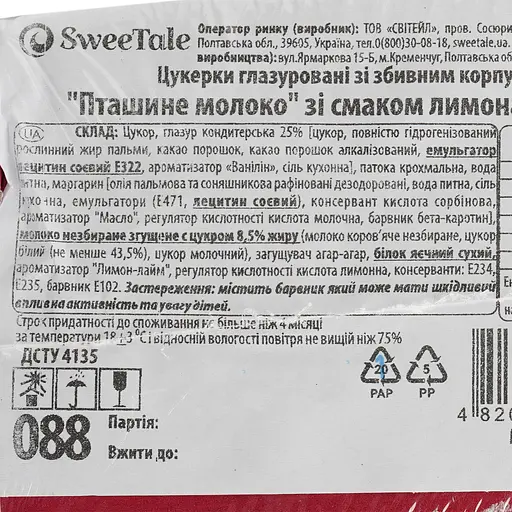 SweeTale
Оператор ринку (виробник): ТОВ «СВІТЕЙЛ», пров. Сосюри
Полтавська обл., 39605, Україна, тел.0(800)30-08-18, sweetale.ua.
виробництва): вул.Ярмаркова 15-Б, м.Кременчуг, Полтавська об
Цукерки глазуровані зі збивним корпу
"Пташине молоко" зі смаком лимона
UA СКЛАД: Цукор, глазур кондитерська 25% [цукор, повністю гідрогенізований
рослинний жир пальми, какао порошок, какао порошок алкалізований, емульгатор
лецитин соєвий Е322, ароматизатор «Ванілін», сіль кухонна], патока крохмальна, вода
питна, маргарин [олія пальмова та соняшникова рафіновані дезодоровані, вода питна, сіль
кухонна, емульгатори (Е471, лецитин соєвий), консервант кислота сорбінова,
ароматизатор "Масло", регулятор кислотності кислота молочна, барвник бета-каротин],
молоко незбиране згущене с цукром 8,5% жиру (молоко коров'яче незбиране, цукор
білий (не менше 43,5%), цукор молочний), загущувач агар-агар, білок яєчний сухий,
ароматизатор "Лимон-лайм", регулятор кислотності кислота лимонна, консерванти: Е234,
Е235, барвник Е102. Застереження: містить барвник який може мати шкідливий
вплив на активність та увагу дітей.
Строк придатності до споживання не більше ніж 4 місяці
за температури 18±3 °С і відносній вологості повітря не вищій ніж 75%
ДСТУ 4135
20
PAP
5
PP
088
Партія:
Вжити до:
4 820